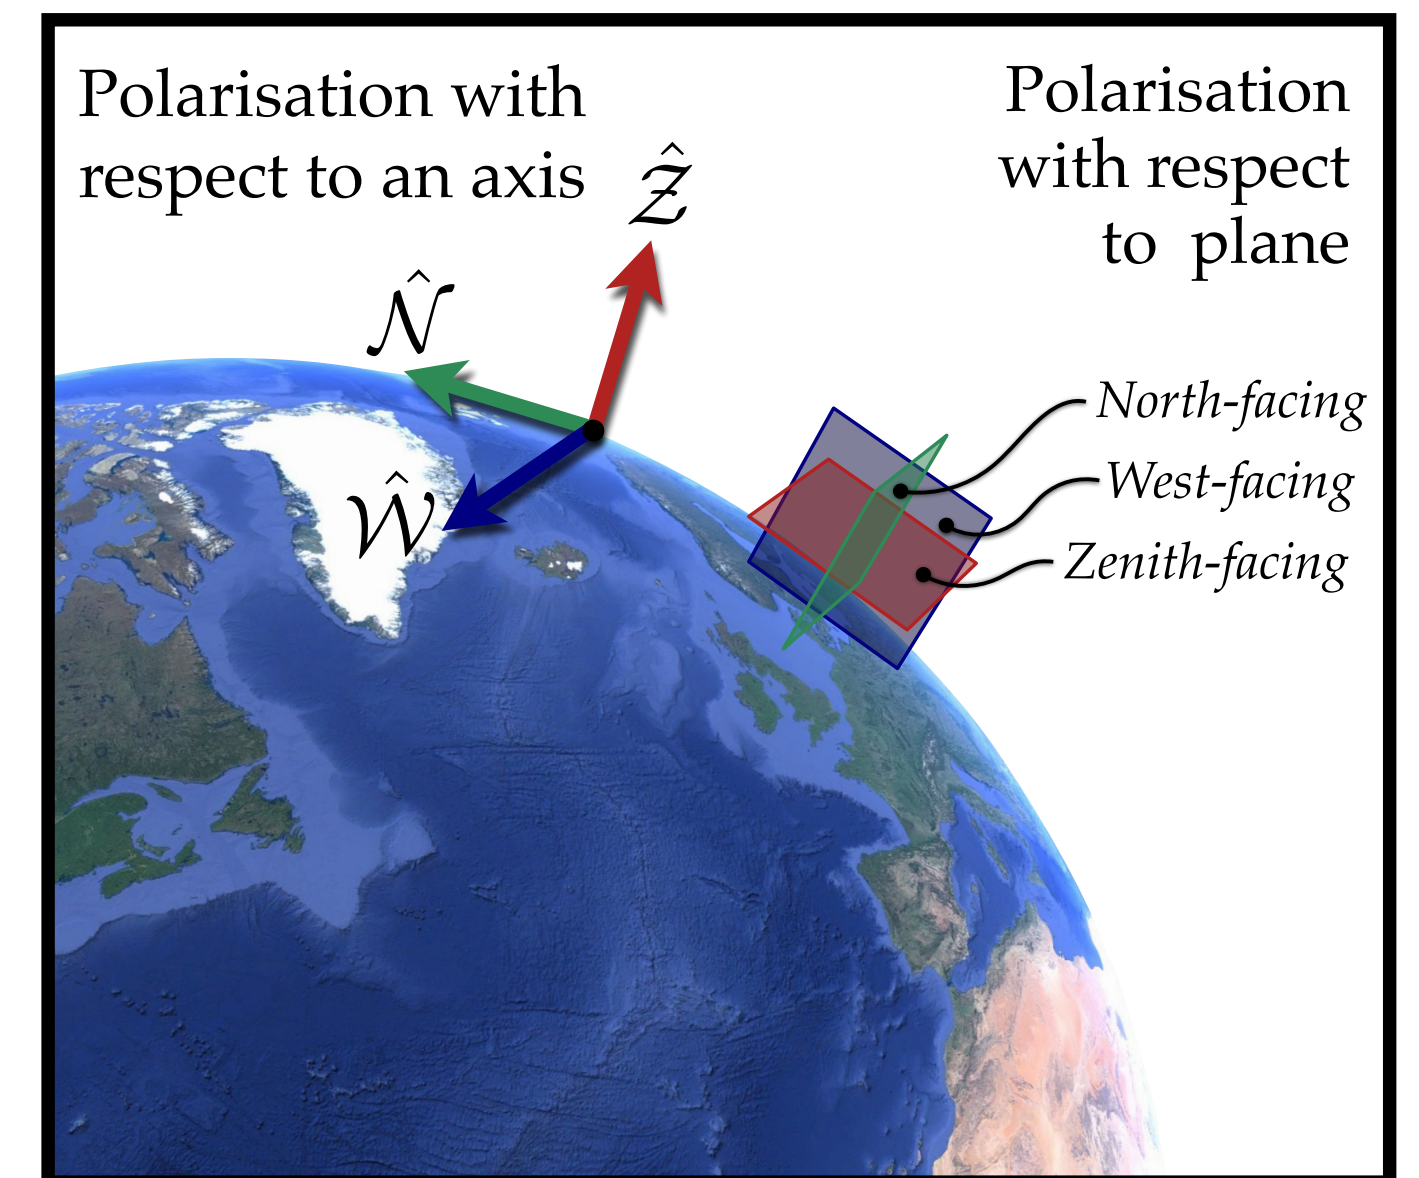 Polarisation with
respect to an axis
Polarisation
with respect
to plane
𝒵̂
𝒩̂
𝒲̂
North-facing
West-facing
Zenith-facing